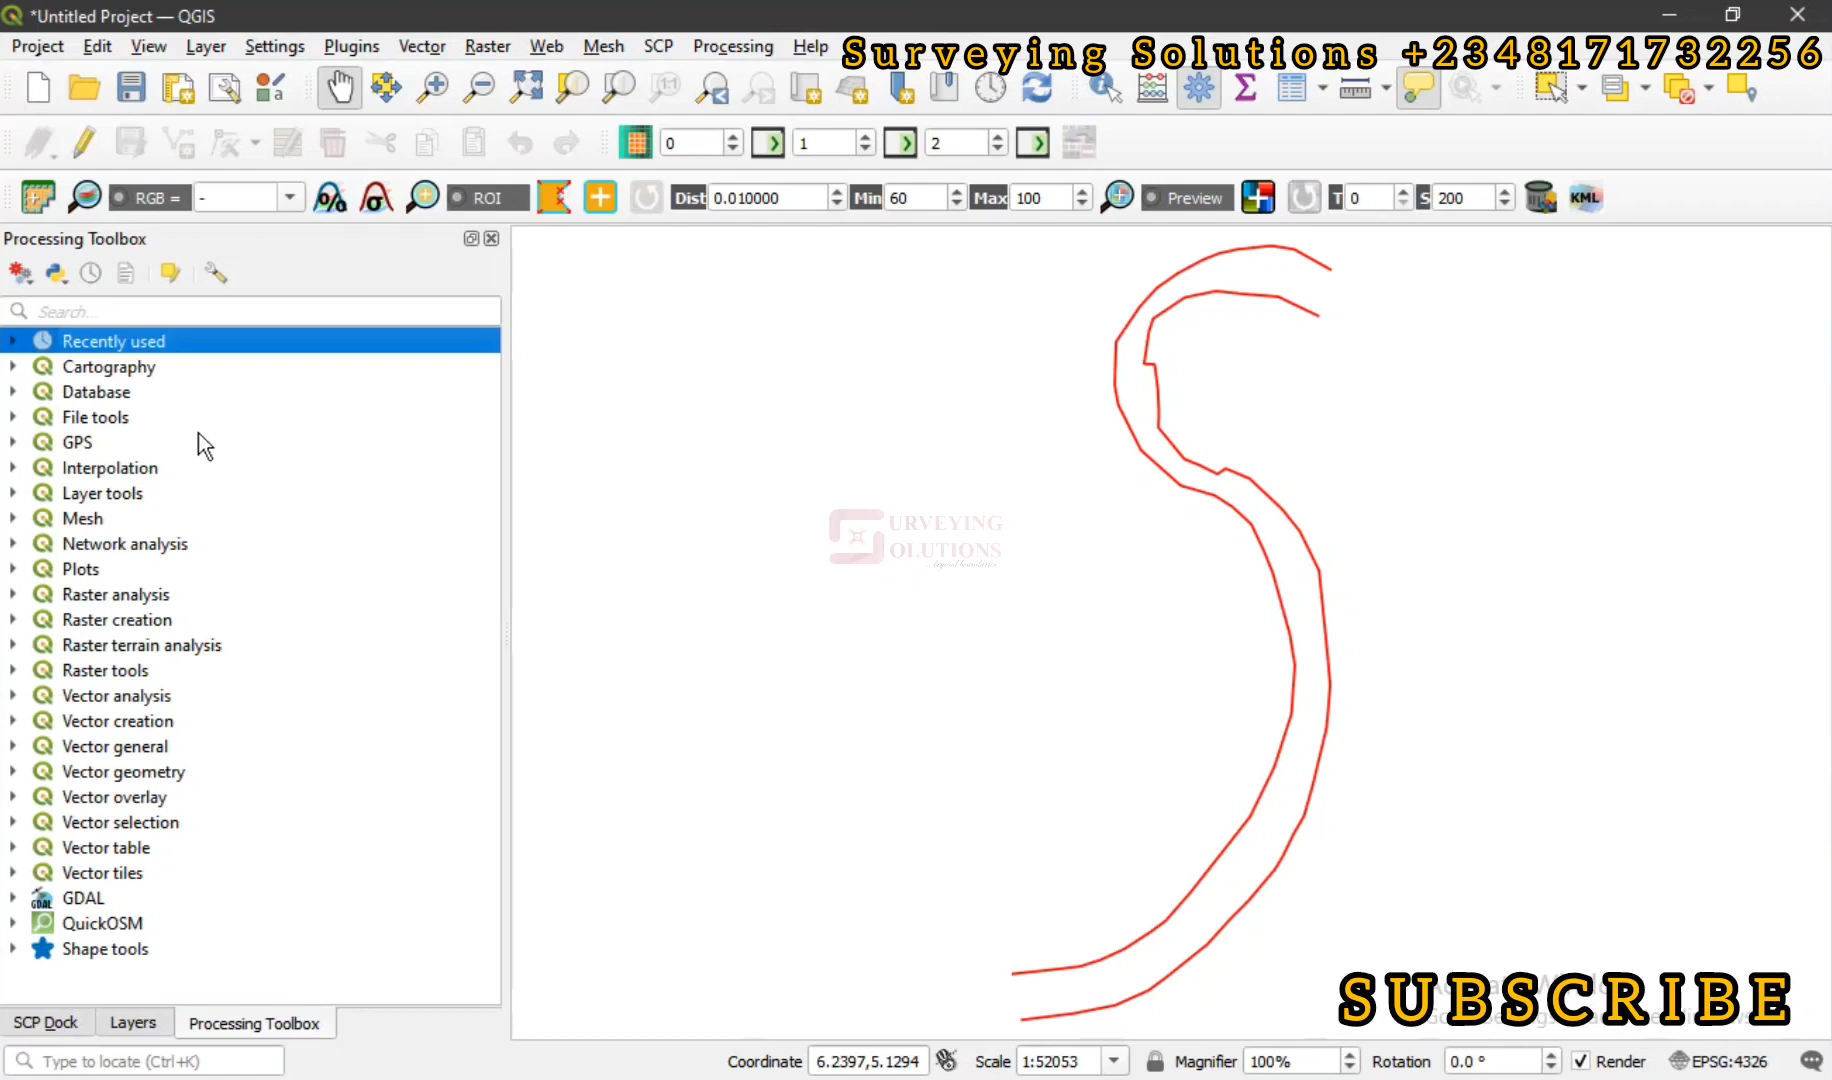 *Untitled Project — QGIS
Project Edit View Layer Settings Plugins Vector Raster Web Mesh SCP Processing Help
Surveying Solutions +2348171732256
0 1 2
RGB = - ROI Dist 0.010000 Min 60 Max 100 Preview T 0 S 200 KML
Processing Toolbox
Search...
Recently used
Cartography
Database
File tools
GPS
Interpolation
Layer tools
Mesh
Network analysis
Plots
Raster analysis
Raster creation
Raster terrain analysis
Raster tools
Vector analysis
Vector creation
Vector general
Vector geometry
Vector overlay
Vector selection
Vector table
Vector tiles
GDAL
QuickOSM
Shape tools
SURVEYING
SOLUTIONS
...beyond boundaries
SUBSCRIBE
SCP Dock Layers Processing Toolbox
Type to locate (Ctrl+K) Coordinate 6.2397,5.1294 Scale 1:52053 Magnifier 100% Rotation 0.0 ° Render EPSG:4326